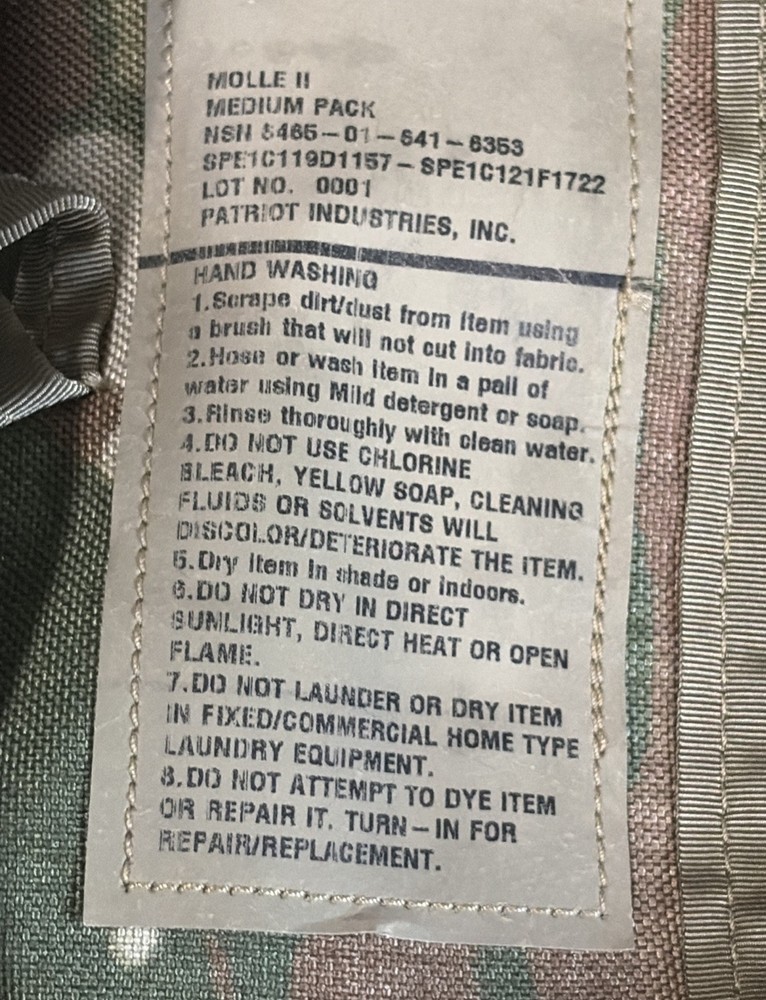 MOLLE II
MEDIUM PACK
NSN 8465-01-641-6353
SPE1C119D1157-SPE1C121F1722
LOT NO. 0001
PATRIOT INDUSTRIES, INC.
HAND WASHING
1.Scrape dirt/dust from item using
a brush that will not cut into fabric.
2.Hose or wash item in a pail of
water using Mild detergent or soap.
3.Rinse thoroughly with clean water.
4.DO NOT USE CHLORINE
BLEACH, YELLOW SOAP, CLEANING
FLUIDS OR SOLVENTS WILL
DISCOLOR/DETERIORATE THE ITEM.
5.Dry item in shade or indoors.
6.DO NOT DRY IN DIRECT
SUNLIGHT, DIRECT HEAT OR OPEN
FLAME.
7.DO NOT LAUNDER OR DRY ITEM
IN FIXED/COMMERCIAL HOME TYPE
LAUNDRY EQUIPMENT.
8.DO NOT ATTEMPT TO DYE ITEM
OR REPAIR IT. TURN-IN FOR
REPAIR/REPLACEMENT.